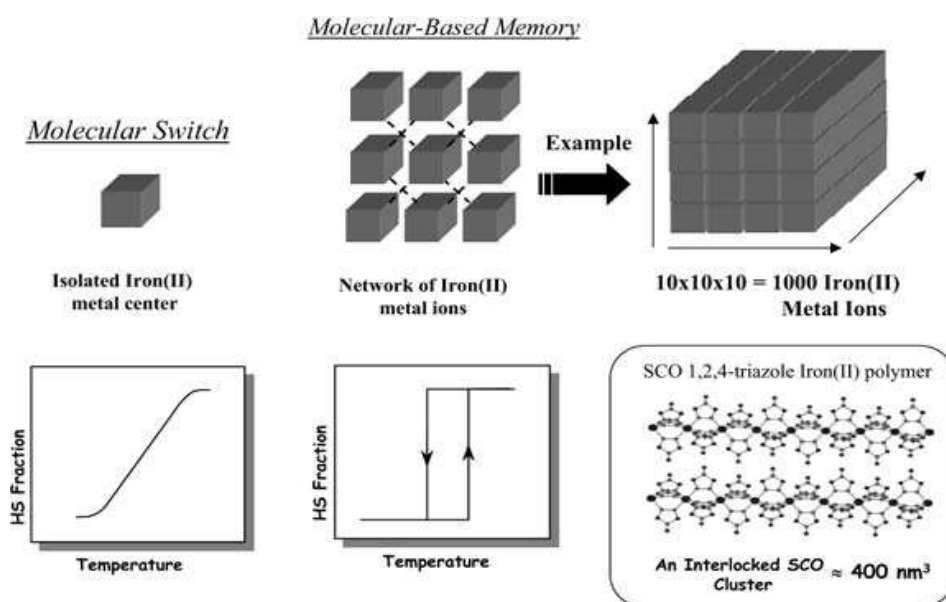 Molecular-Based Memory
Molecular Switch
Example
Isolated Iron(II)
metal center
Network of Iron(II)
metal ions
10x10x10 = 1000 Iron(II)
Metal Ions
HS Fraction
Temperature
HS Fraction
Temperature
SCO 1,2,4-triazole Iron(II) polymer
An Interlocked SCO
Cluster
≈ 400 nm³